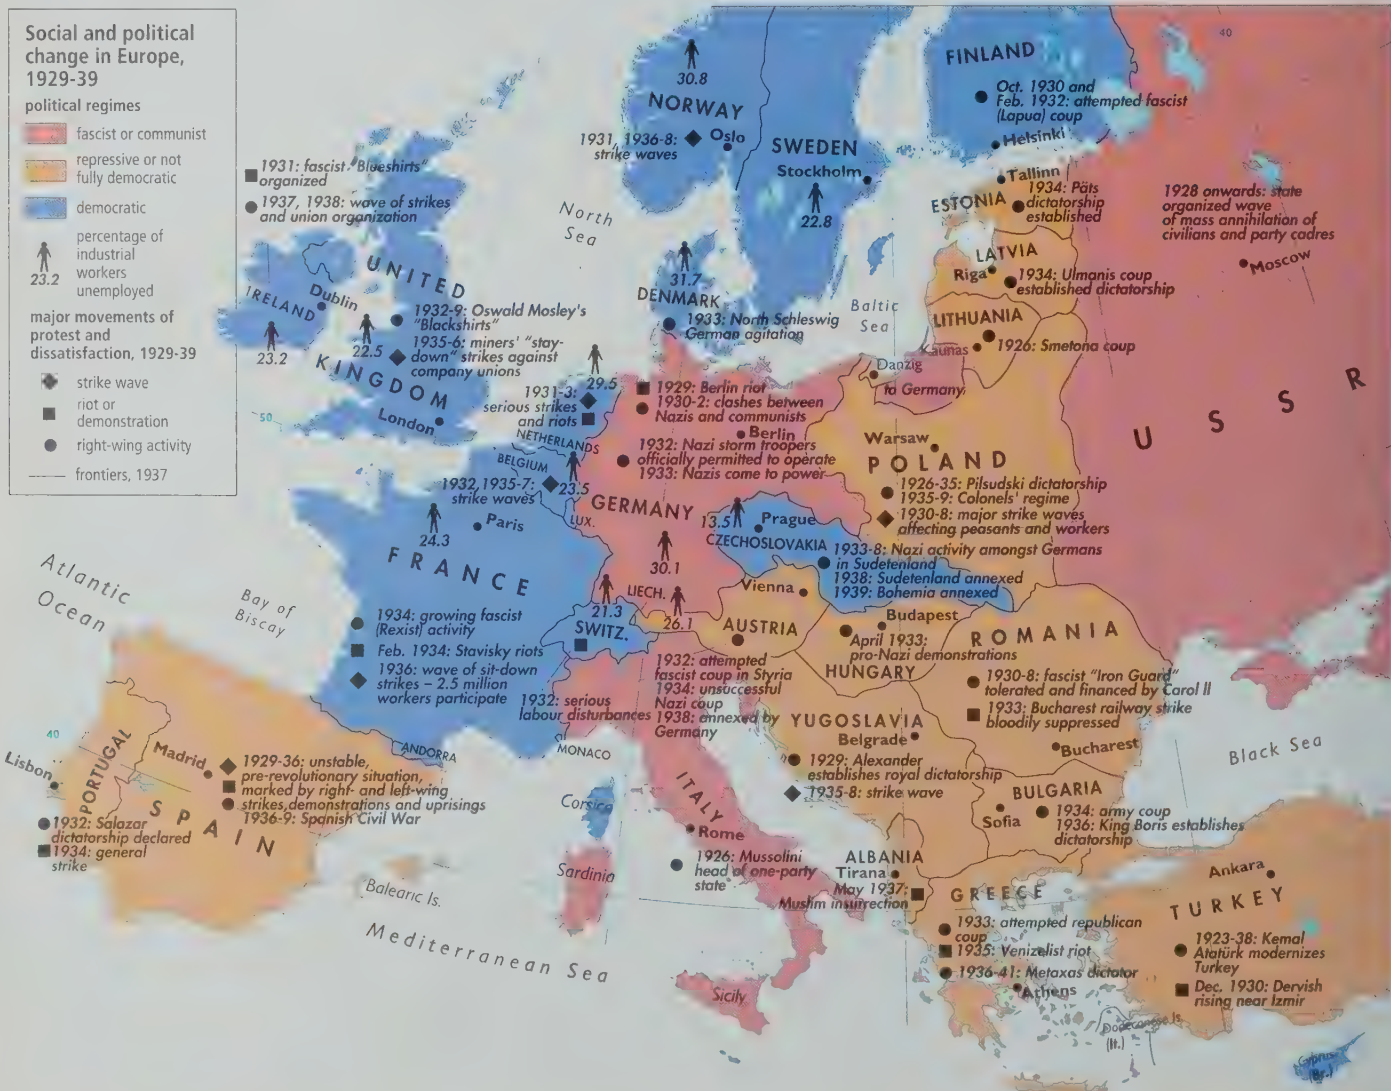 Social and political
change in Europe,
1929-39
political regimes
fascist or communist
repressive or not
fully democratic
democratic
percentage of
industrial
workers
unemployed
23.2
major movements of
protest and
dissatisfaction, 1929-39
strike wave
riot or
demonstration
right-wing activity
frontiers, 1937
1931: fascist "Blueshirts"
organized
1937, 1938: wave of strikes
and union organization
30.8
NORWAY
1931, 1936-8:
strike waves
Oslo
SWEDEN
Stockholm
22.8
FINLAND
Oct. 1930 and
Feb. 1932: attempted fascist
(Lapua) coup
Helsinki
40
Tallinn
ESTONIA
1934: Päts
dictatorship
established
1928 onwards: state
organized wave
of mass annihilation of
civilians and party cadres
Moscow
North
Sea
LATVIA
Riga
1934: Ulmanis coup
established dictatorship
UNITED
KINGDOM
IRELAND
Dublin
23.2
22.5
1932-9: Oswald Mosley's
"Blackshirts"
1935-6: miners' "stay-
down" strikes against
company unions
London
50
31.7
DENMARK
1933: North Schleswig
German agitation
Baltic
Sea
LITHUANIA
Kaunas
1926: Smetona coup
Danzig
to Germany
USSR
29.5
1931-3:
serious strikes
and riots
NETHERLANDS
1929: Berlin riot
1930-2: clashes between
Nazis and communists
Berlin
1932: Nazi storm troopers
officially permitted to operate
1933: Nazis come to power
Warsaw
POLAND
1926-35: Pilsudski dictatorship
1935-9: Colonels' regime
1930-8: major strike waves
affecting peasants and workers
BELGIUM
1932, 1935-7:
strike waves
23.5
LUX.
GERMANY
30.1
13.5
Prague
CZECHOSLOVAKIA
1933-8: Nazi activity amongst Germans
in Sudetenland
1938: Sudetenland annexed
1939: Bohemia annexed
24.3
Paris
FRANCE
Atlantic
Ocean
Bay of
Biscay
1934: growing fascist
(Rexist) activity
Feb. 1934: Stavisky riots
1936: wave of sit-down
strikes – 2.5 million
workers participate
21.3
LIECH.
26.1
SWITZ.
1932: serious
labour disturbances
Vienna
AUSTRIA
1932: attempted
fascist coup in Styria
1934: unsuccessful
Nazi coup
1938: annexed by
Germany
Budapest
April 1933:
pro-Nazi demonstrations
HUNGARY
ROMANIA
1930-8: fascist "Iron Guard"
tolerated and financed by Carol II
1933: Bucharest railway strike
bloodily suppressed
Bucharest
Black Sea
YUGOSLAVIA
Belgrade
1929: Alexander
establishes royal dictatorship
1935-8: strike wave
BULGARIA
Sofia
1934: army coup
1936: King Boris establishes
dictatorship
40
Lisbon
PORTUGAL
1932: Salazar
dictatorship declared
1934: general
strike
Madrid
SPAIN
1929-36: unstable,
pre-revolutionary situation,
marked by right- and left-wing
strikes, demonstrations and uprisings
1936-9: Spanish Civil War
ANDORRA
MONACO
Corsica
Sardinia
Balearic Is.
Mediterranean Sea
ITALY
Rome
1926: Mussolini
head of one-party
state
Sicily
ALBANIA
Tirana
May 1937:
Muslim insurrection
GREECE
1933: attempted republican
coup
1935: Venizelist riot
1936-41: Metaxas dictator
Athens
Dodecanese Is.
(It.)
Ankara
TURKEY
1923-38: Kemal
Atatürk modernizes
Turkey
Dec. 1930: Dervish
rising near Izmir
Cyprus
(Br.)